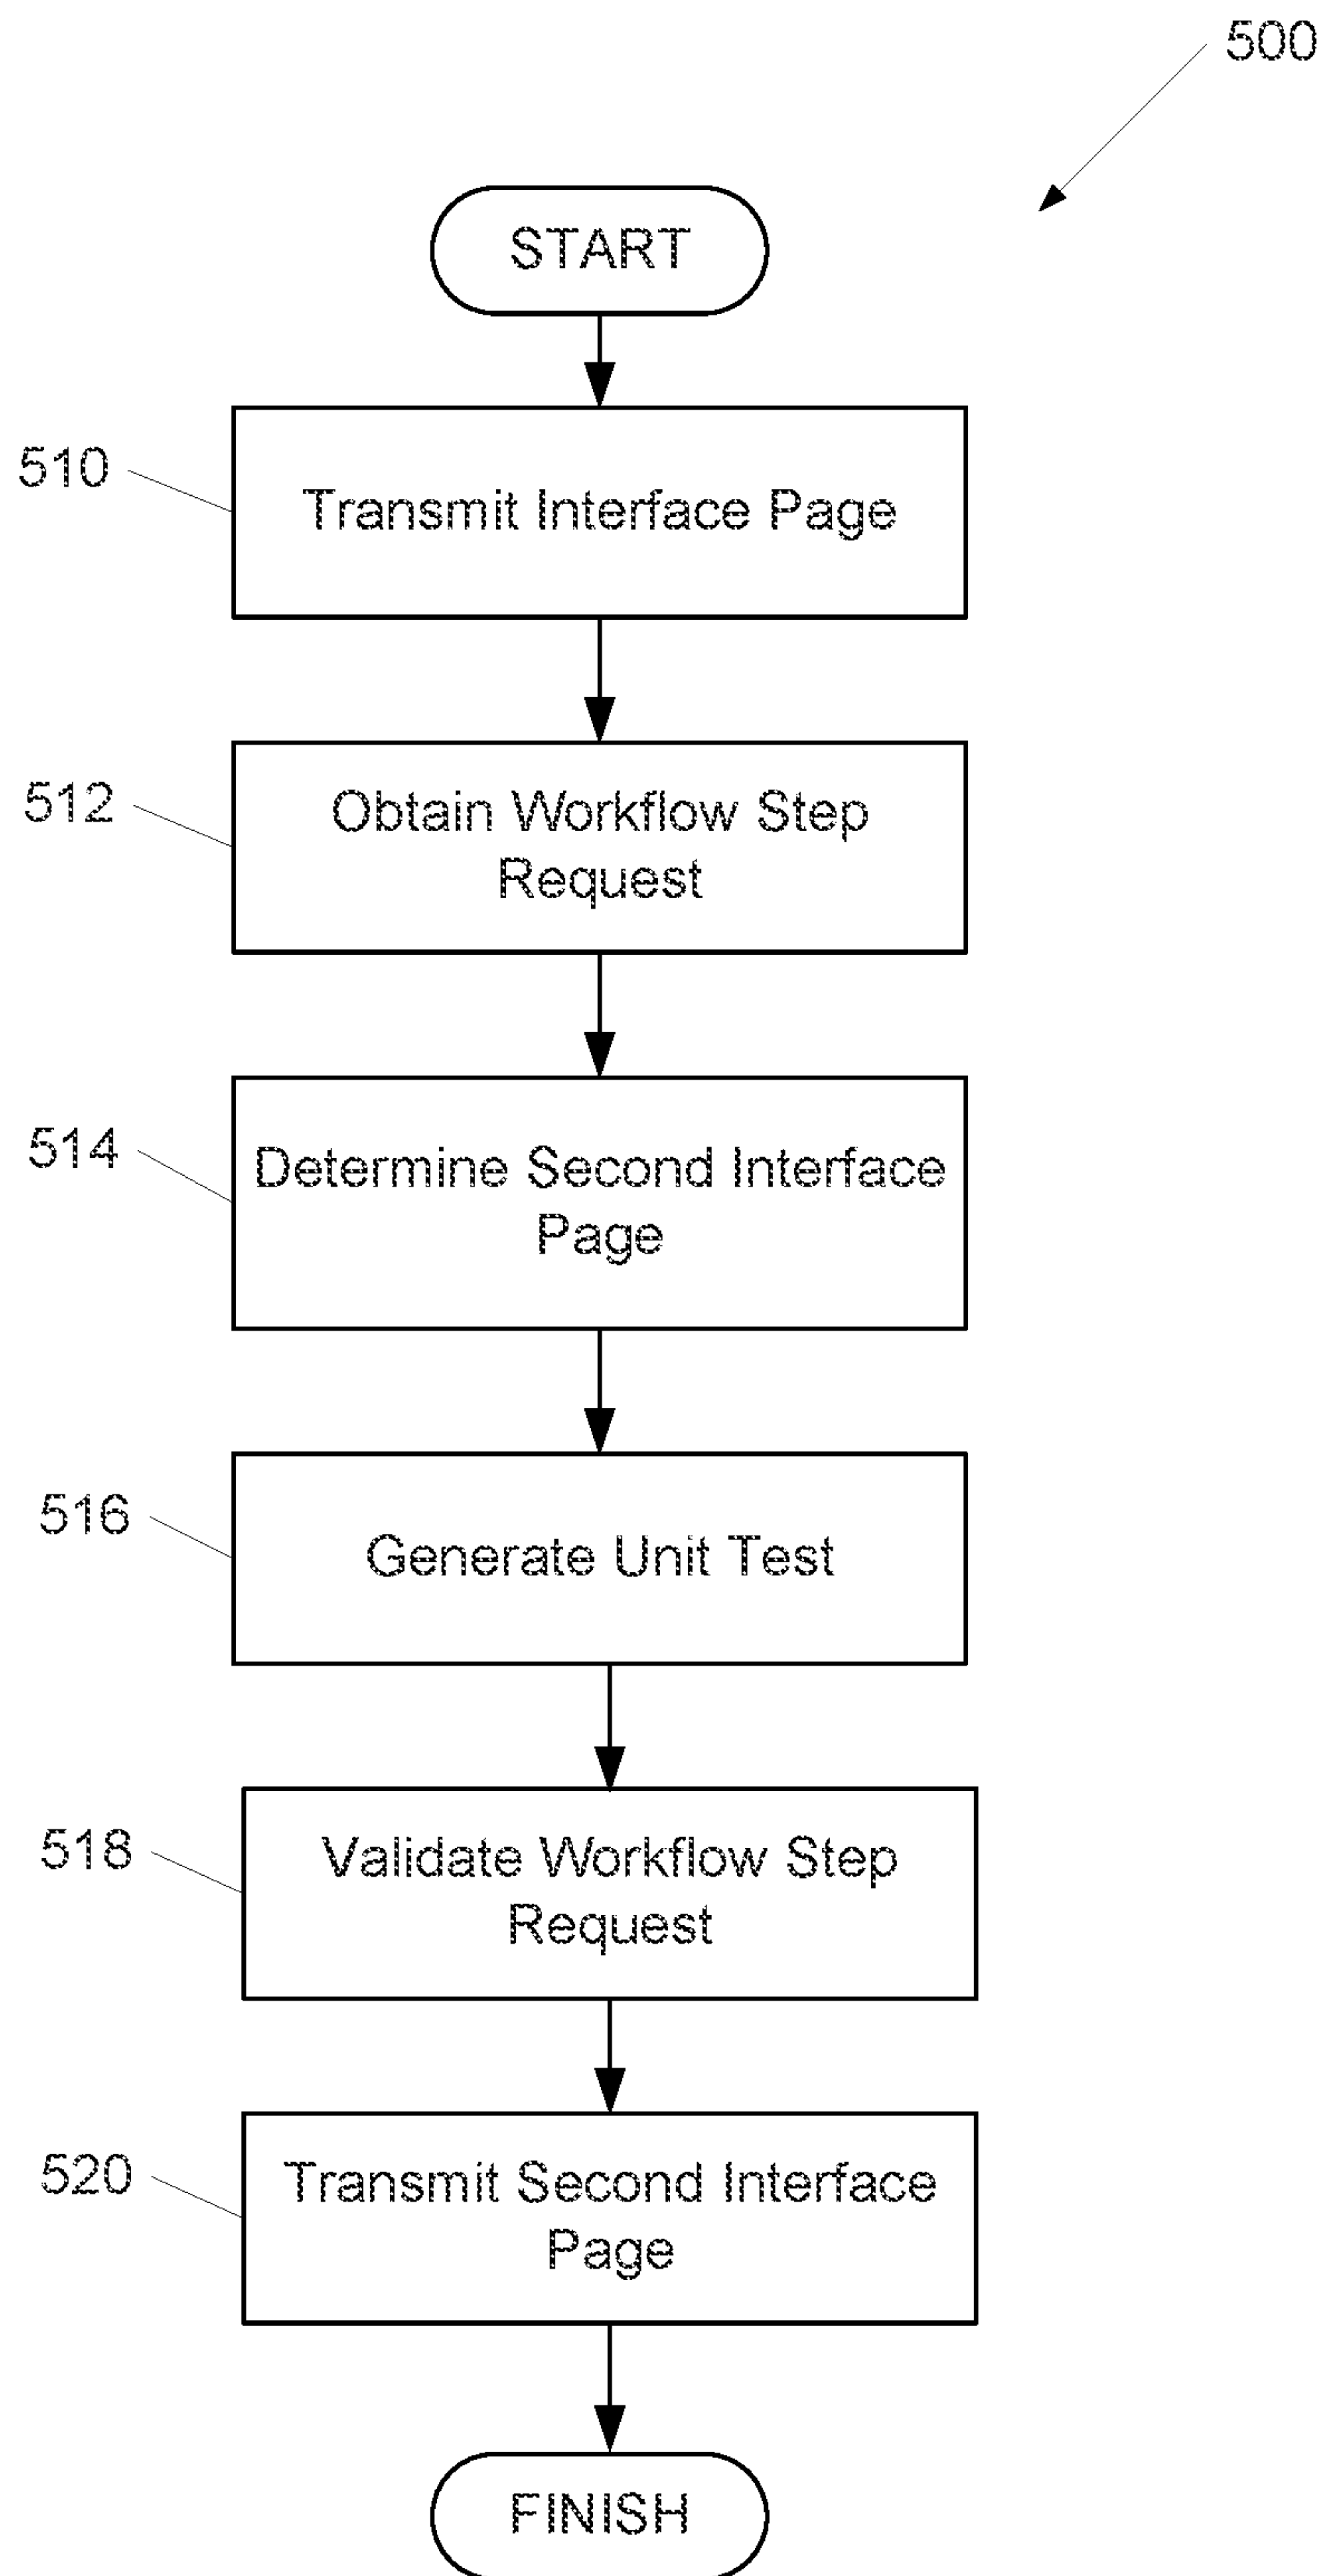 500
START
510
Transmit Interface Page
512
Obtain Workflow Step
Request
514
Determine Second Interface
Page
516
Generate Unit Test
518
Validate Workflow Step
Request
520
Transmit Second Interface
Page
FINISH